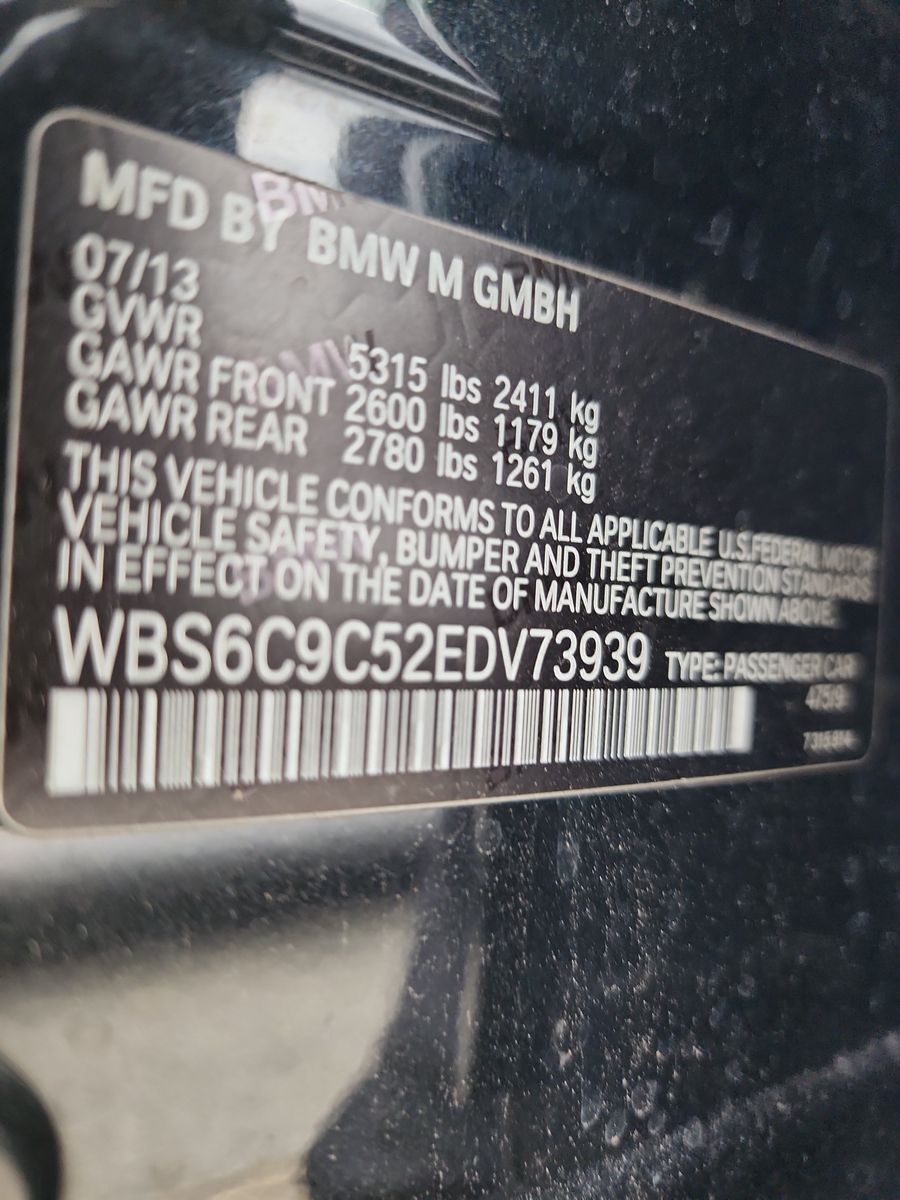 MFD BY BMW M GMBH
07/13
GVWR 5315 lbs 2411 kg
GAWR FRONT 2600 lbs 1179 kg
GAWR REAR 2780 lbs 1261 kg
THIS VEHICLE CONFORMS TO ALL APPLICABLE U.S.FEDERAL MOTOR
VEHICLE SAFETY, BUMPER AND THEFT PREVENTION STANDARDS
IN EFFECT ON THE DATE OF MANUFACTURE SHOWN ABOVE.
WBS6C9C52EDV73939 TYPE: PASSENGER CAR